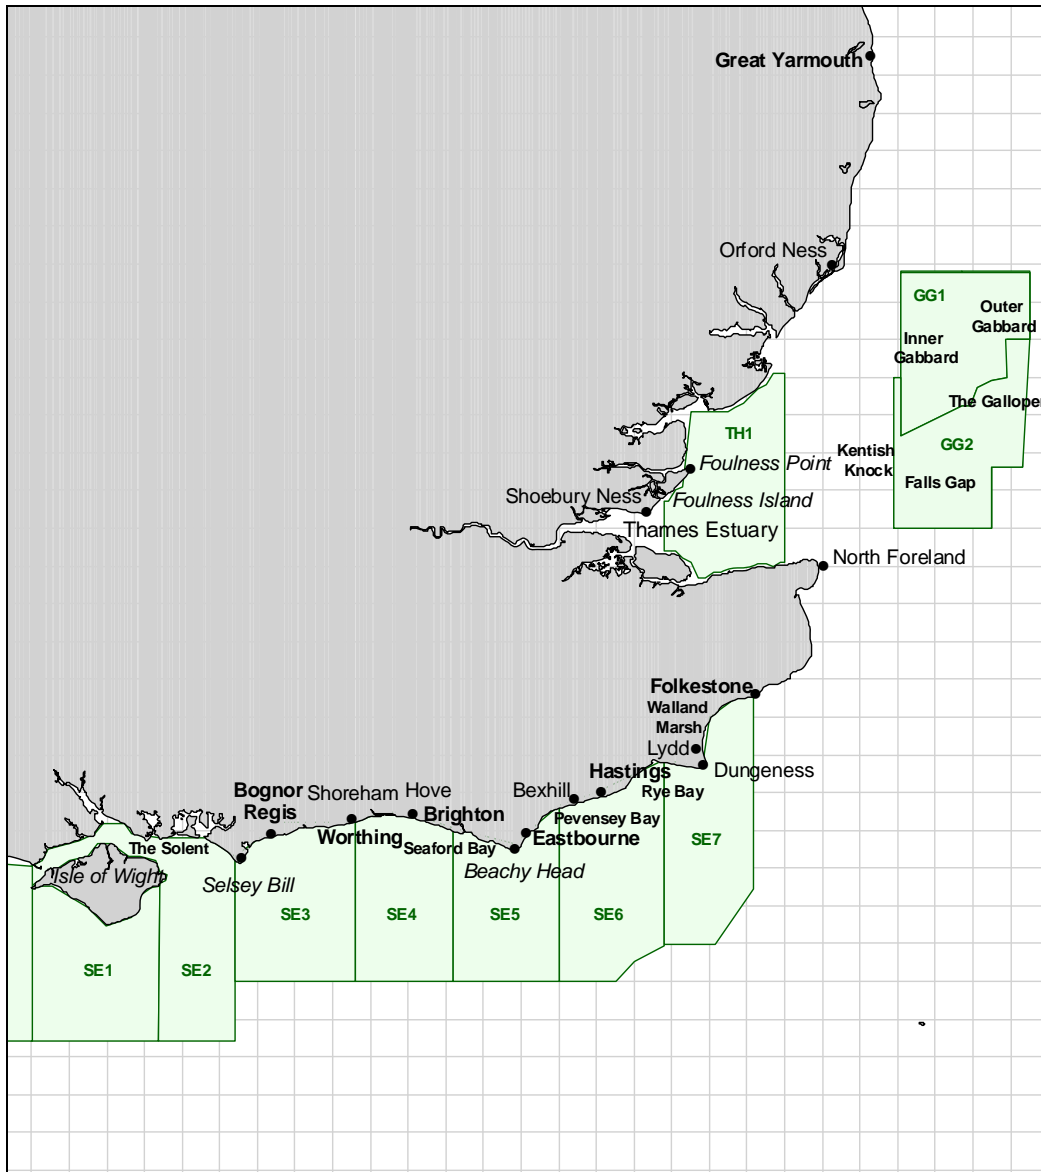 Great Yarmouth
Orford Ness
GG1
Outer
Gabbard
Inner
Gabbard
The Galloper
TH1
GG2
Kentish
Knock
Foulness Point
Falls Gap
Shoebury Ness
Foulness Island
Thames Estuary
North Foreland
Folkestone
Walland
Marsh
Lydd
Dungeness
Hastings
Rye Bay
Bexhill
Pevensey Bay
Bognor
Regis
Shoreham
Hove
Brighton
Worthing
Eastbourne
Seaford Bay
SE7
The Solent
Beachy Head
Isle of Wight
Selsey Bill
SE3
SE4
SE5
SE6
SE1
SE2